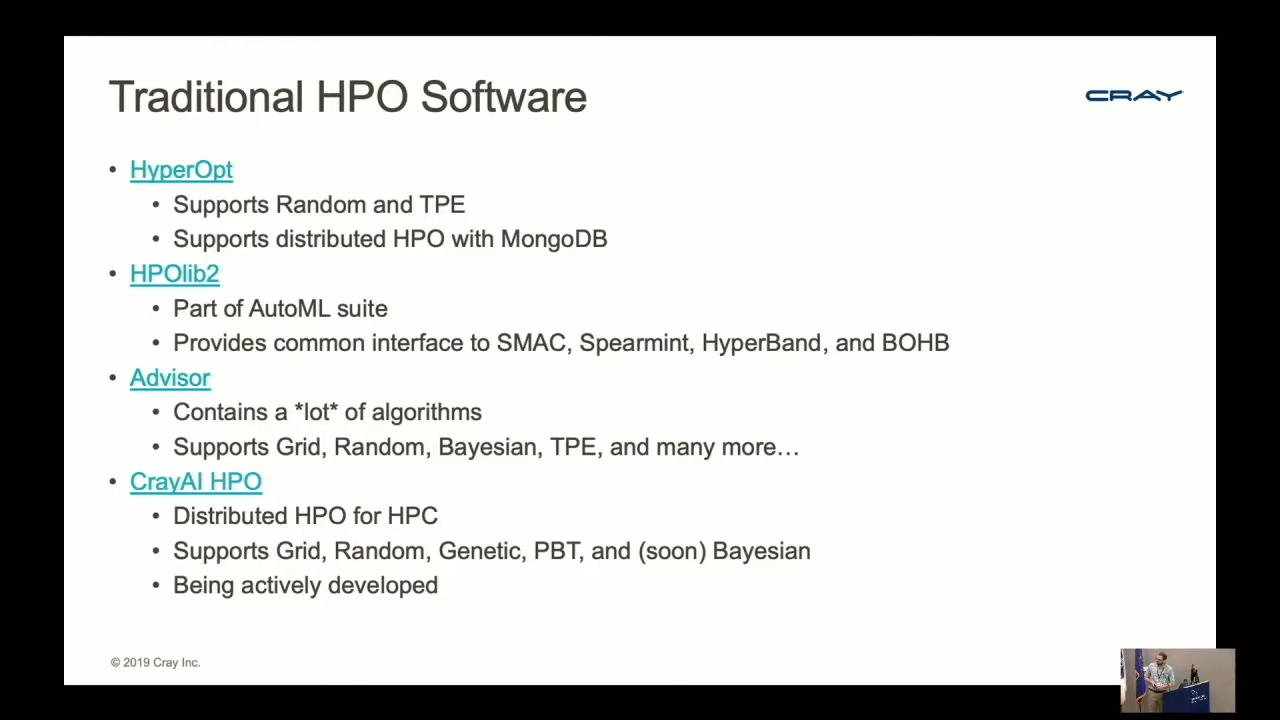 Traditional HPO Software
CRAY
• HyperOpt
• Supports Random and TPE
• Supports distributed HPO with MongoDB
• HPOlib2
• Part of AutoML suite
• Provides common interface to SMAC, Spearmint, HyperBand, and BOHB
• Advisor
• Contains a *lot* of algorithms
• Supports Grid, Random, Bayesian, TPE, and many more…
• CrayAI HPO
• Distributed HPO for HPC
• Supports Grid, Random, Genetic, PBT, and (soon) Bayesian
• Being actively developed
© 2019 Cray Inc.